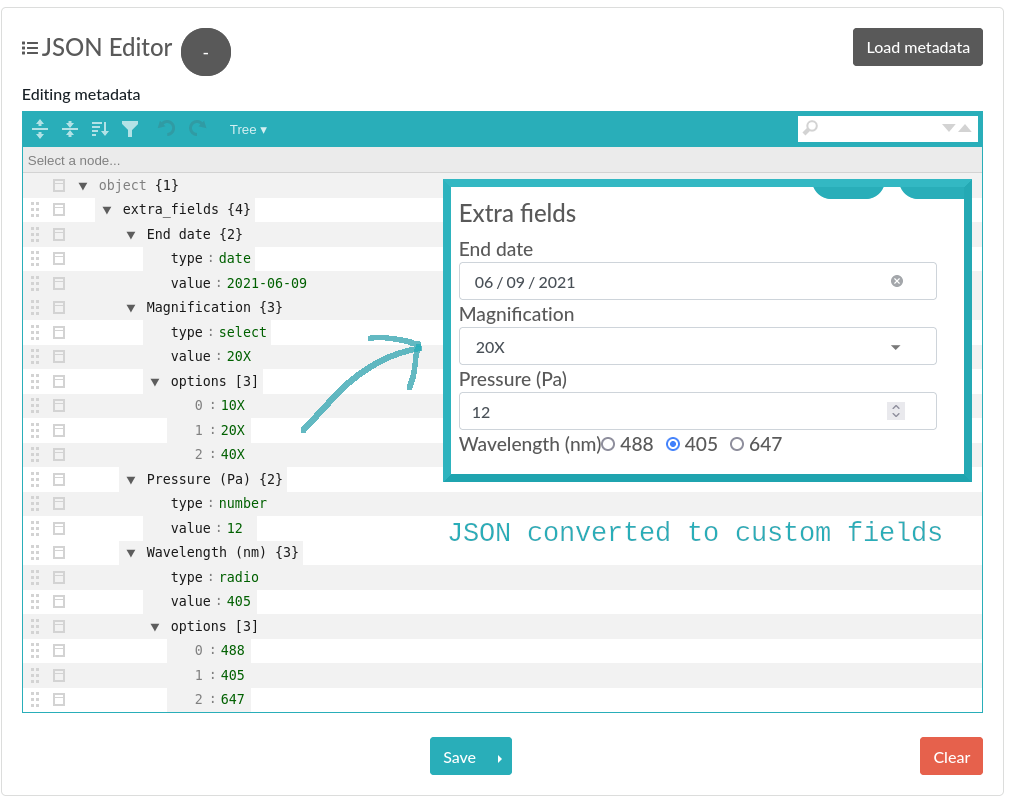 JSON Editor -
Load metadata
Editing metadata
Tree ▾
Select a node...
object {1}
extra_fields {4}
End date {2}
type : date
value : 2021-06-09
Magnification {3}
type : select
value : 20X
options [3]
0 : 10X
1 : 20X
2 : 40X
Pressure (Pa) {2}
type : number
value : 12
Wavelength (nm) {3}
type : radio
value : 405
options [3]
0 : 488
1 : 405
2 : 647
Extra fields
End date
06 / 09 / 2021
Magnification
20X
Pressure (Pa)
12
Wavelength (nm) 488 405 647
JSON converted to custom fields
Save
Clear